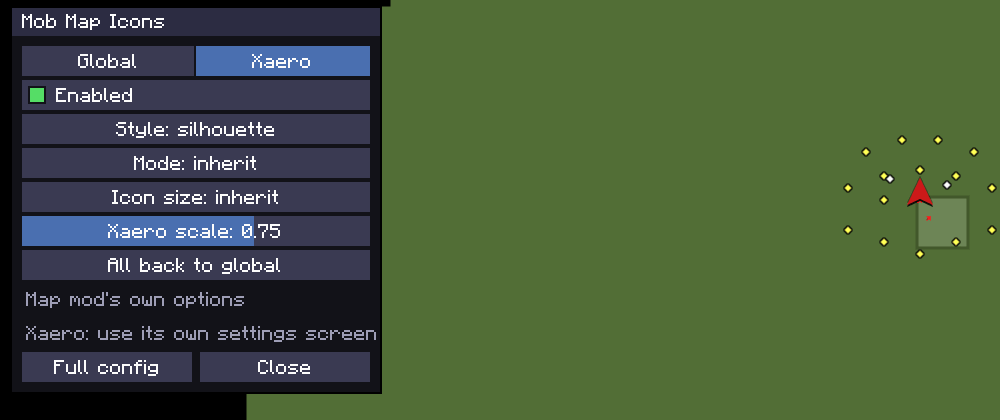 Mob Map Icons
Global Xaero
Enabled
Style: silhouette
Mode: inherit
Icon size: inherit
Xaero scale: 0.75
All back to global
Map mod's own options
Xaero: use its own settings screen
Full config Close